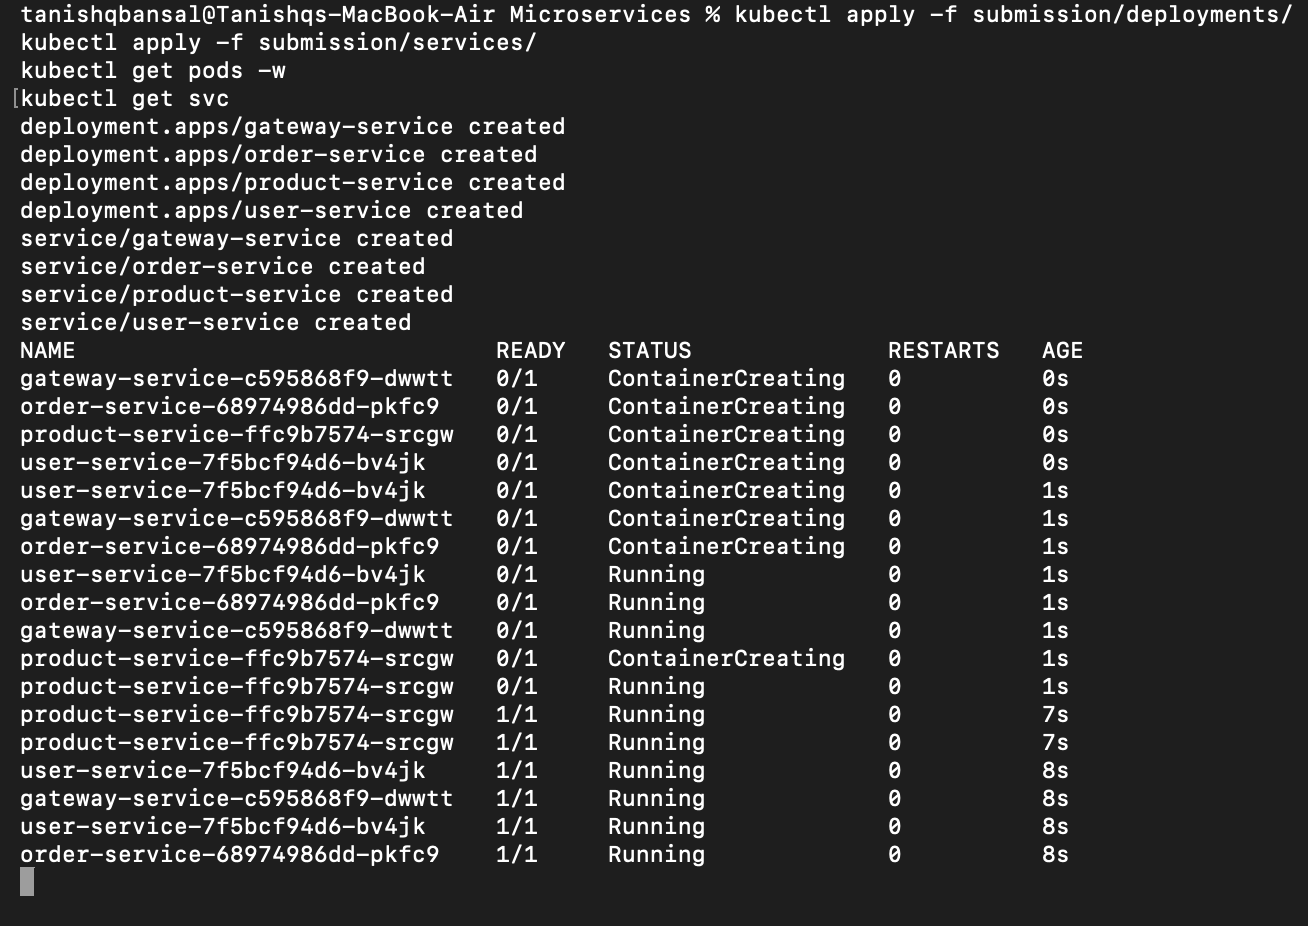 tanishqbansal@Tanishqs-MacBook-Air Microservices % kubectl apply -f submission/deployments/
kubectl apply -f submission/services/
kubectl get pods -w
[kubectl get svc
deployment.apps/gateway-service created
deployment.apps/order-service created
deployment.apps/product-service created
deployment.apps/user-service created
service/gateway-service created
service/order-service created
service/product-service created
service/user-service created
NAME READY STATUS RESTARTS AGE
gateway-service-c595868f9-dwwtt 0/1 ContainerCreating 0 0s
order-service-68974986dd-pkfc9 0/1 ContainerCreating 0 0s
product-service-ffc9b7574-srcgw 0/1 ContainerCreating 0 0s
user-service-7f5bcf94d6-bv4jk 0/1 ContainerCreating 0 0s
user-service-7f5bcf94d6-bv4jk 0/1 ContainerCreating 0 1s
gateway-service-c595868f9-dwwtt 0/1 ContainerCreating 0 1s
order-service-68974986dd-pkfc9 0/1 ContainerCreating 0 1s
user-service-7f5bcf94d6-bv4jk 0/1 Running 0 1s
order-service-68974986dd-pkfc9 0/1 Running 0 1s
gateway-service-c595868f9-dwwtt 0/1 Running 0 1s
product-service-ffc9b7574-srcgw 0/1 ContainerCreating 0 1s
product-service-ffc9b7574-srcgw 0/1 Running 0 1s
product-service-ffc9b7574-srcgw 1/1 Running 0 7s
product-service-ffc9b7574-srcgw 1/1 Running 0 7s
user-service-7f5bcf94d6-bv4jk 1/1 Running 0 8s
gateway-service-c595868f9-dwwtt 1/1 Running 0 8s
user-service-7f5bcf94d6-bv4jk 1/1 Running 0 8s
order-service-68974986dd-pkfc9 1/1 Running 0 8s